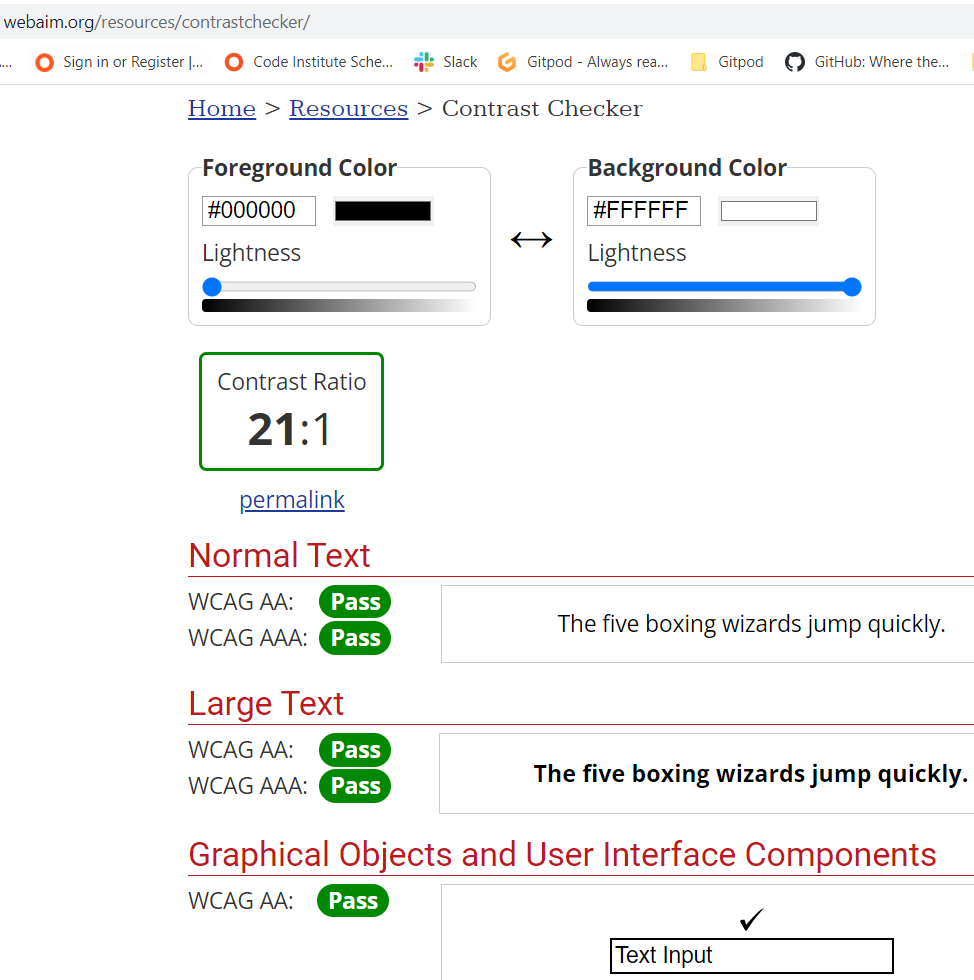 webaim.org/resources/contrastchecker/
... Sign in or Register |... Code Institute Sche... Slack Gitpod - Always rea... Gitpod GitHub: Where the...
Home > Resources > Contrast Checker
Foreground Color Background Color
#000000 #FFFFFF
Lightness Lightness
Contrast Ratio
21:1
permalink
Normal Text
WCAG AA: Pass
The five boxing wizards jump quickly.
WCAG AAA: Pass
Large Text
WCAG AA: Pass
The five boxing wizards jump quickly.
WCAG AAA: Pass
Graphical Objects and User Interface Components
WCAG AA: Pass
Text Input